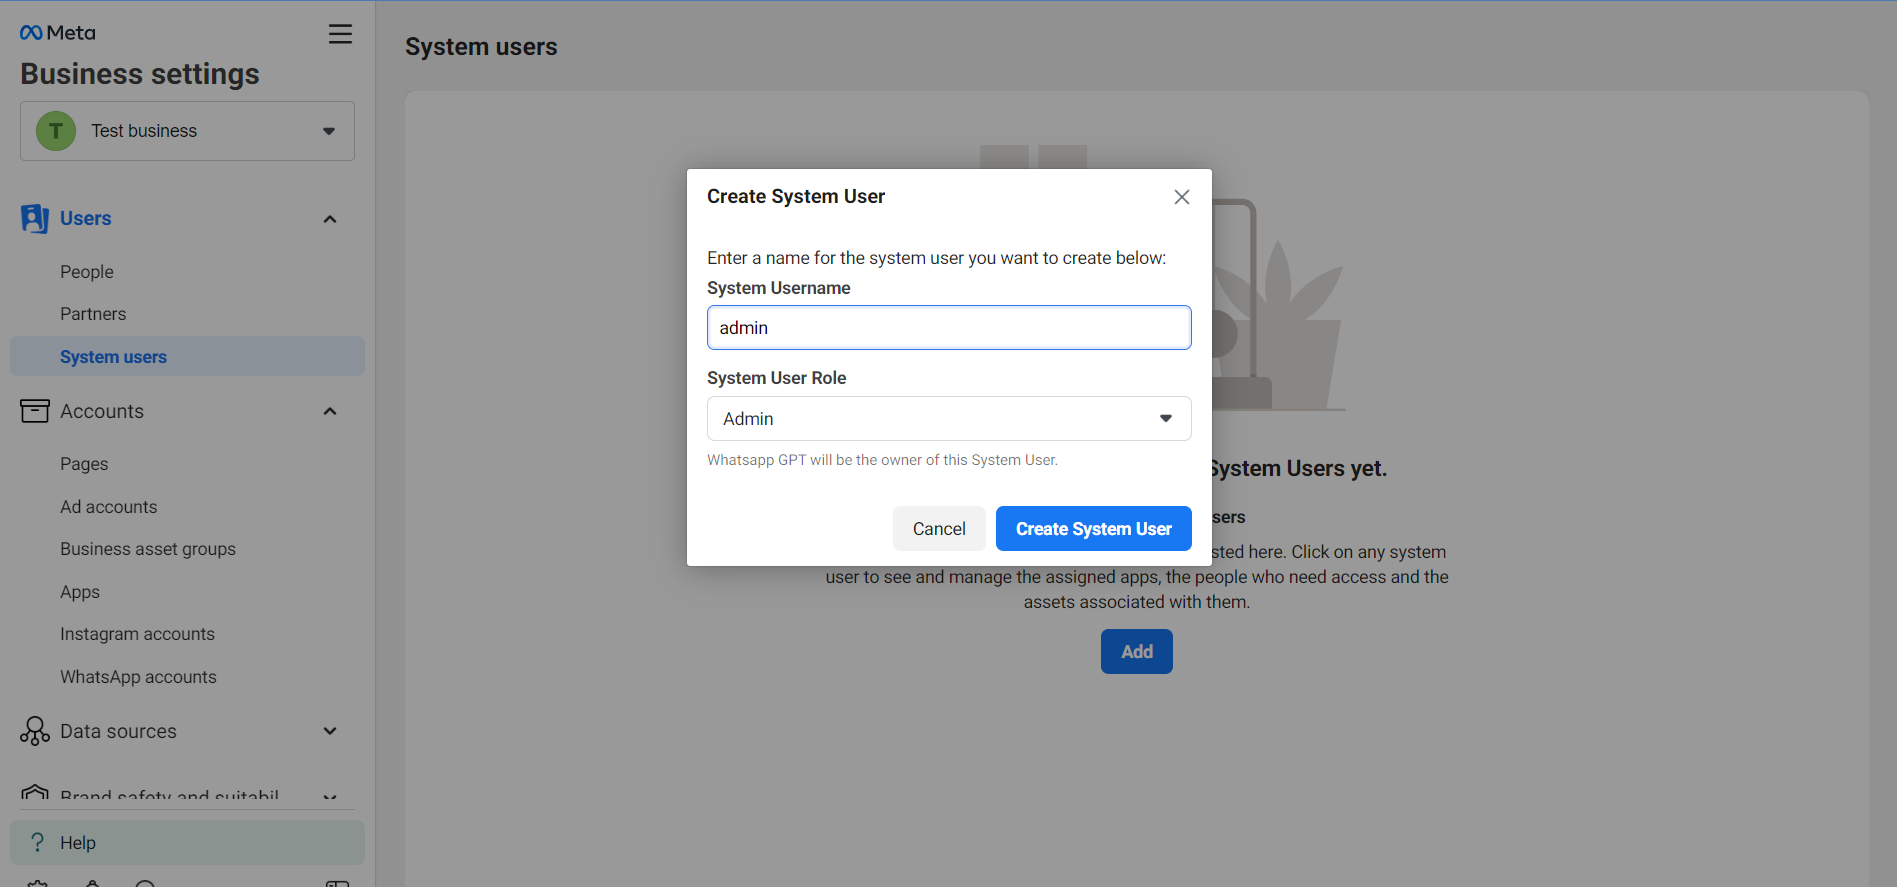 Meta
Business settings
T
Test business
Users
People
Partners
System users
Accounts
Pages
Ad accounts
Business asset groups
Apps
Instagram accounts
WhatsApp accounts
Data sources
Brand safety and suitabil
? Help
System users
Create System User
Enter a name for the system user you want to create below:
System Username
admin
System User Role
Admin
Whatsapp GPT will be the owner of this System User.
Cancel
Create System User
System Users yet.
sers
sted here. Click on any system
user to see and manage the assigned apps, the people who need access and the
assets associated with them.
Add